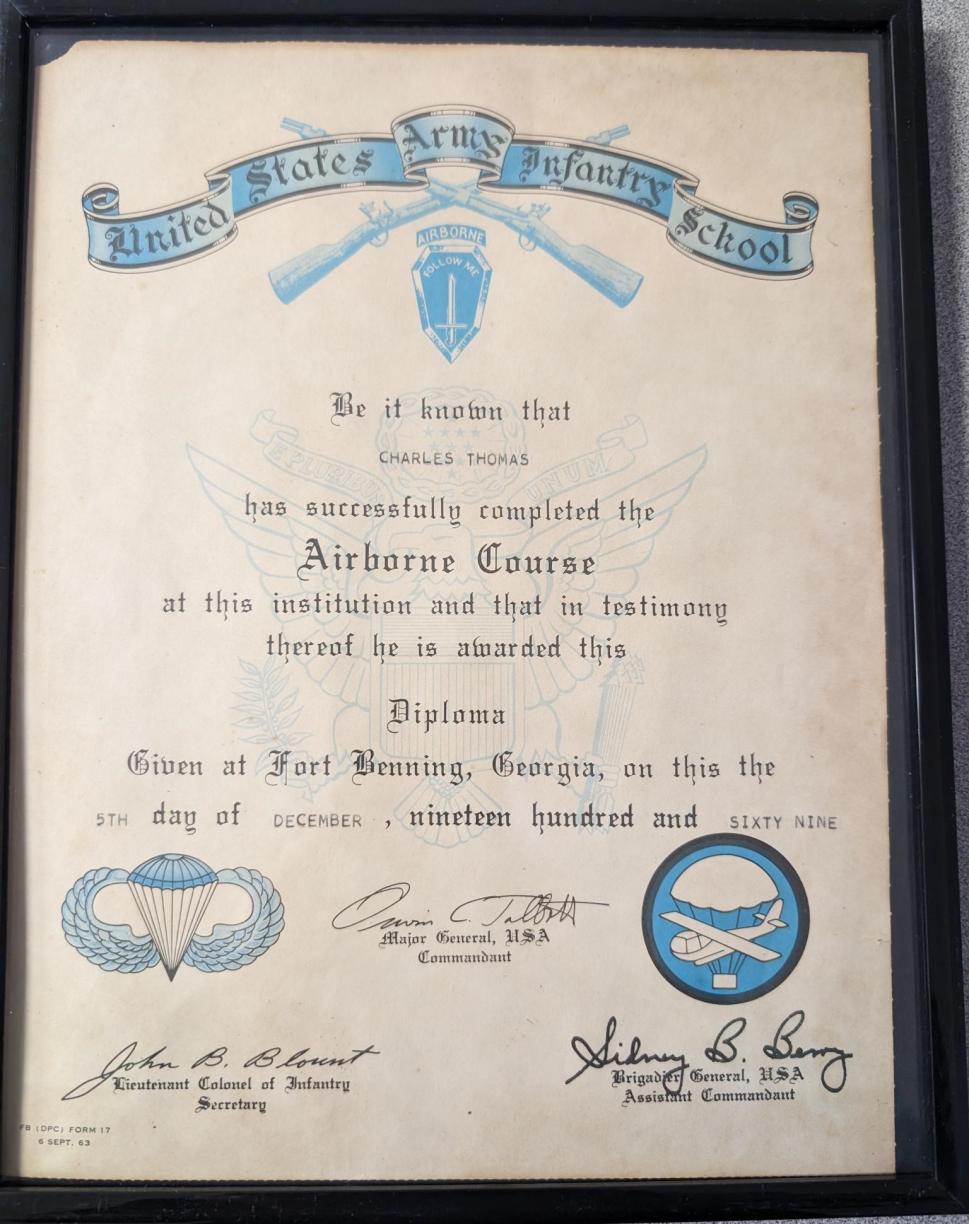 United States Army Infantry School
AIRBORNE
FOLLOW ME
Be it known that
E PLURIBUS UNUM
CHARLES THOMAS
has successfully completed the
Airborne Course
at this institution and that in testimony
thereof he is awarded this
Diploma
Given at Fort Benning, Georgia, on this the
5TH day of DECEMBER , nineteen hundred and SIXTY NINE
Orwin C. Talbott
Major General, USA
Commandant
John B. Blount
Lieutenant Colonel of Infantry
Secretary
Sidney B. Berry
Brigadier General, USA
Assistant Commandant
FB (DPC) FORM 17
6 SEPT. 63